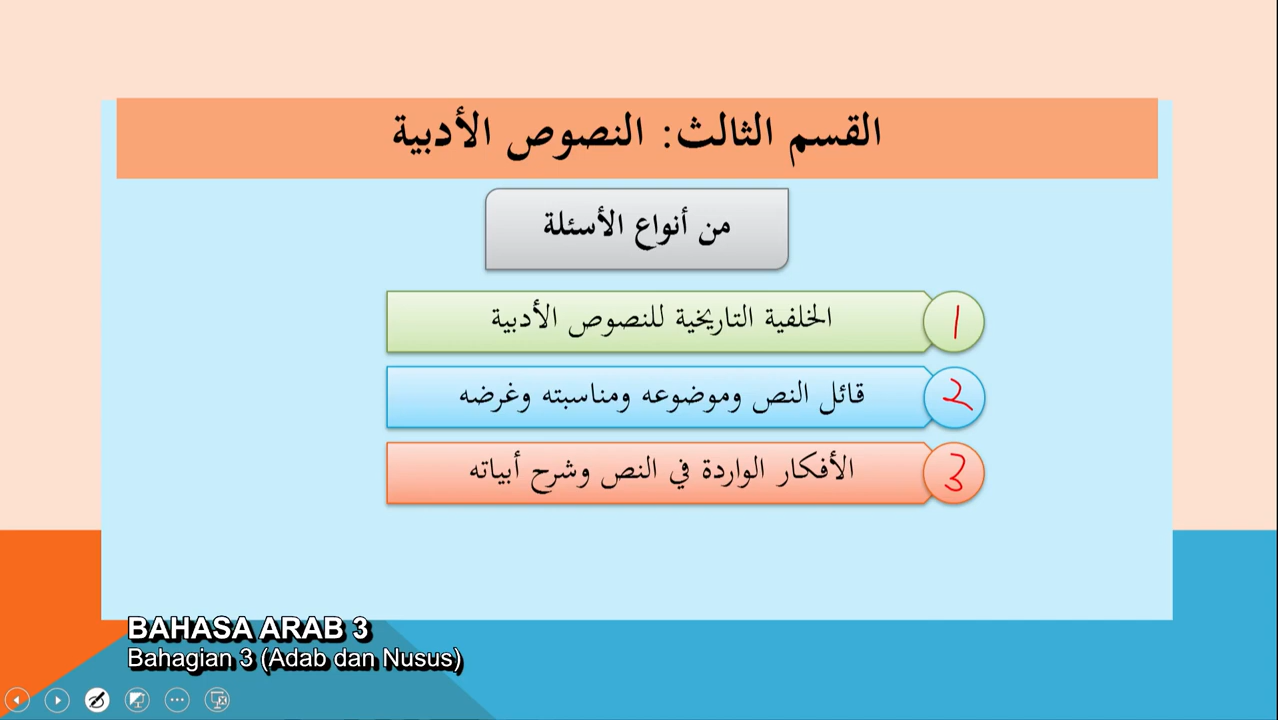 القسم الثالث: النصوص الأدبية
من أنواع الأسئلة
1 الخلفية التاريخية للنصوص الأدبية
2 قائل النص وموضوعه ومناسبته وغرضه
3 الأفكار الواردة في النص وشرح أبياته
BAHASA ARAB 3
Bahagian 3 (Adab dan Nusus)